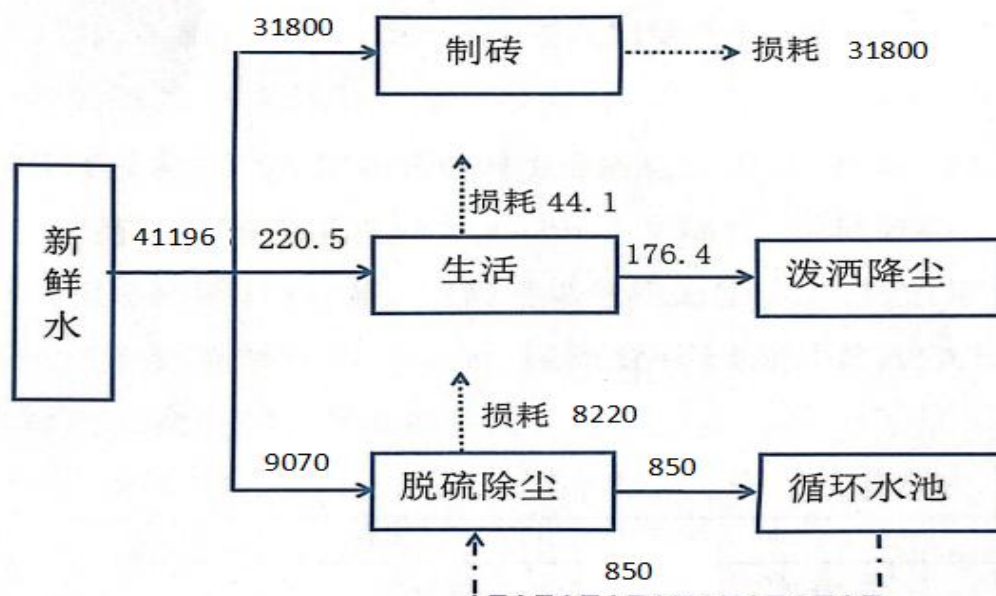 31800
制砖
损耗 31800
损耗 44.1
新鲜水
41196
220.5
生活
176.4
泼洒降尘
损耗 8220
9070
脱硫除尘
850
循环水池
850